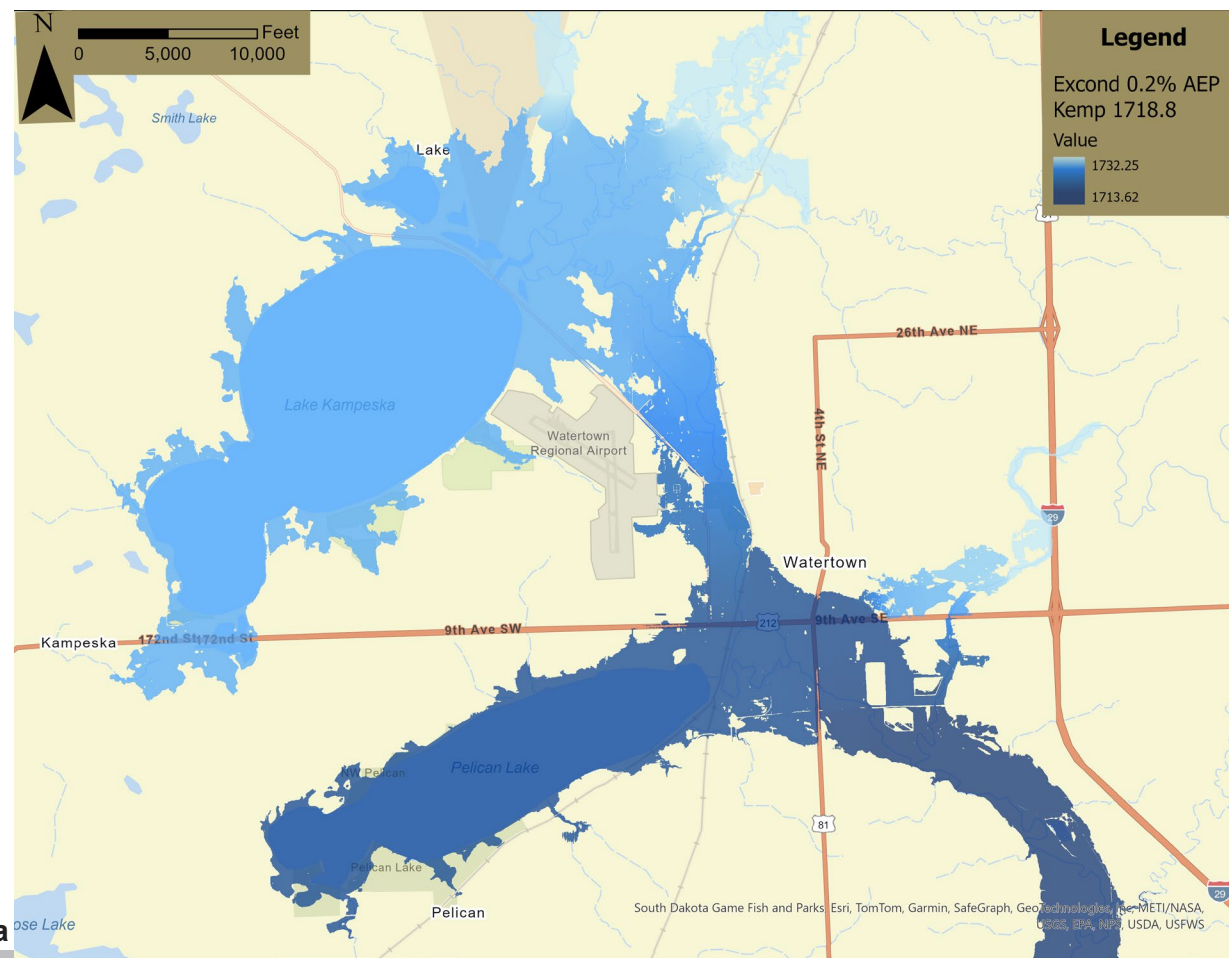 N
Feet
0 5,000 10,000
Legend
Excond 0.2% AEP
Kemp 1718.8
Value
1732.25
1713.62
Smith Lake
Lake
26th Ave NE
Lake Kampeska
4th St NE
Watertown
Regional Airport
29
Watertown
212
9th Ave SE
9th Ave SW
Kampeska
172nd St
172nd St
NW Pelican
Pelican Lake
81
Pelican Lake
29
Pelican
South Dakota Game Fish and Parks, Esri, TomTom, Garmin, SafeGraph, GeoTechnologies, Inc, METI/NASA,
USGS, EPA, NPS, USDA, USFWS
ose Lake
a